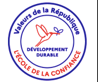 Valeurs de la République
DÉVELOPPEMENT
DURABLE
L'ÉCOLE DE LA CONFIANCE